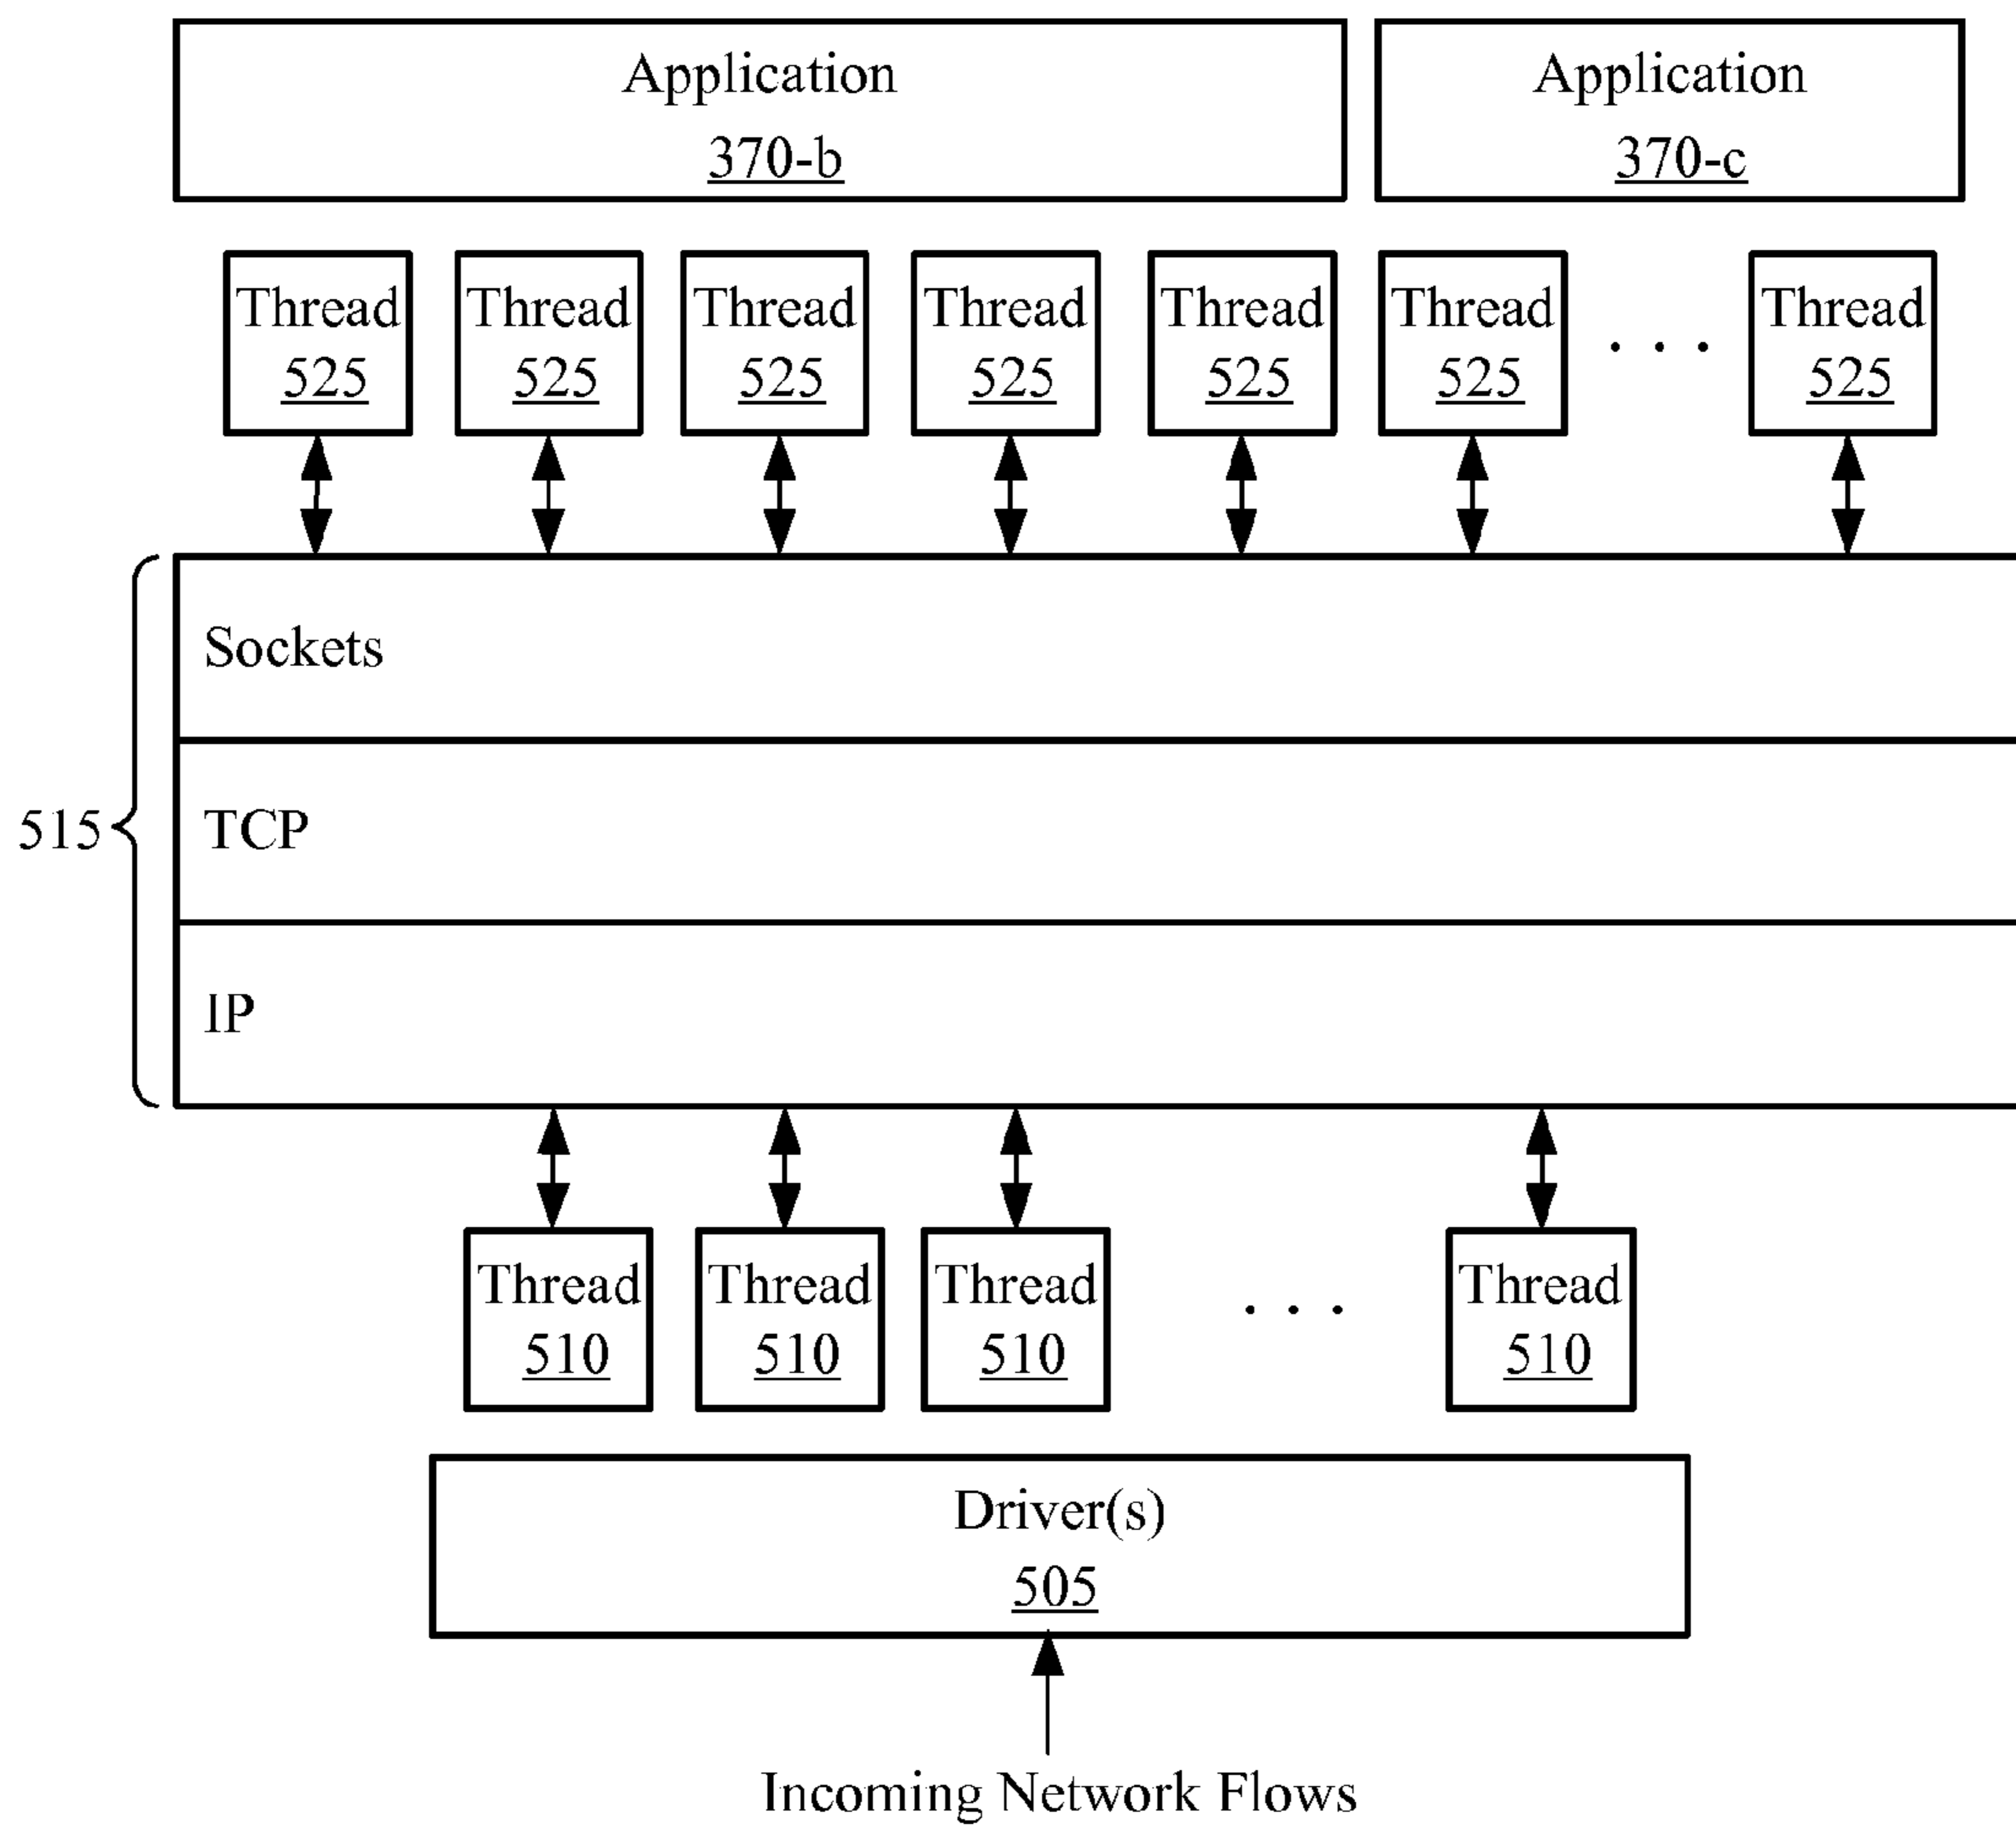 Application
370-b
Application
370-c
Thread
525
Thread
525
Thread
525
Thread
525
Thread
525
Thread
525
. . .
Thread
525
515
Sockets
TCP
IP
Thread
510
Thread
510
Thread
510
. . .
Thread
510
Driver(s)
505
Incoming Network Flows